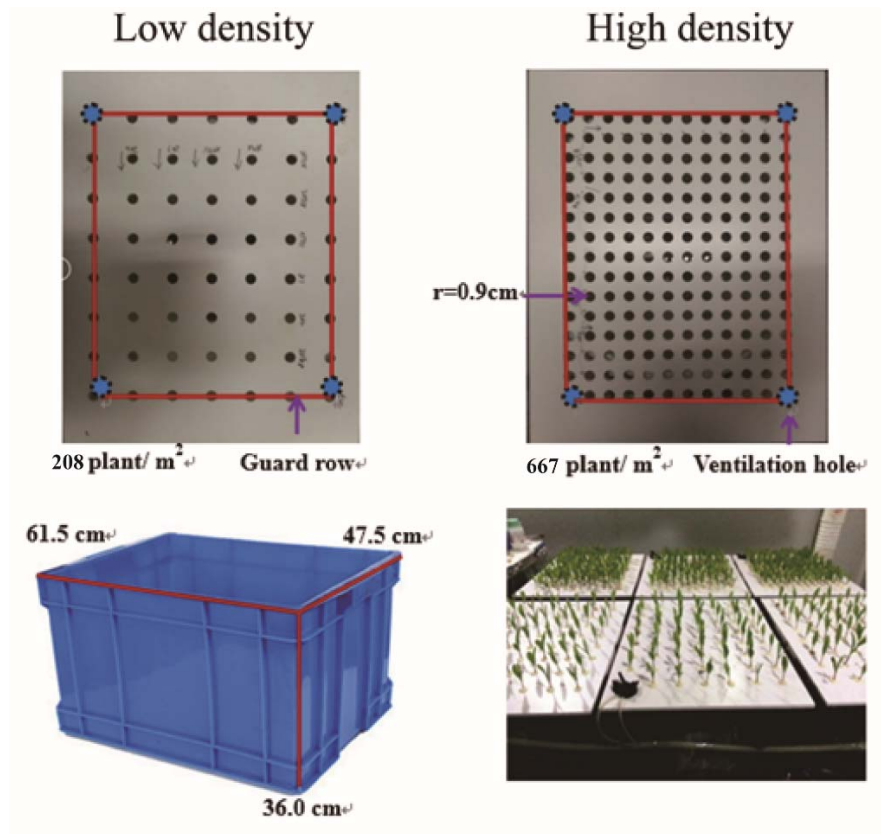 Low density
High density
r=0.9cm
208 plant/ m²
Guard row
667 plant/ m²
Ventilation hole
61.5 cm
47.5 cm
36.0 cm